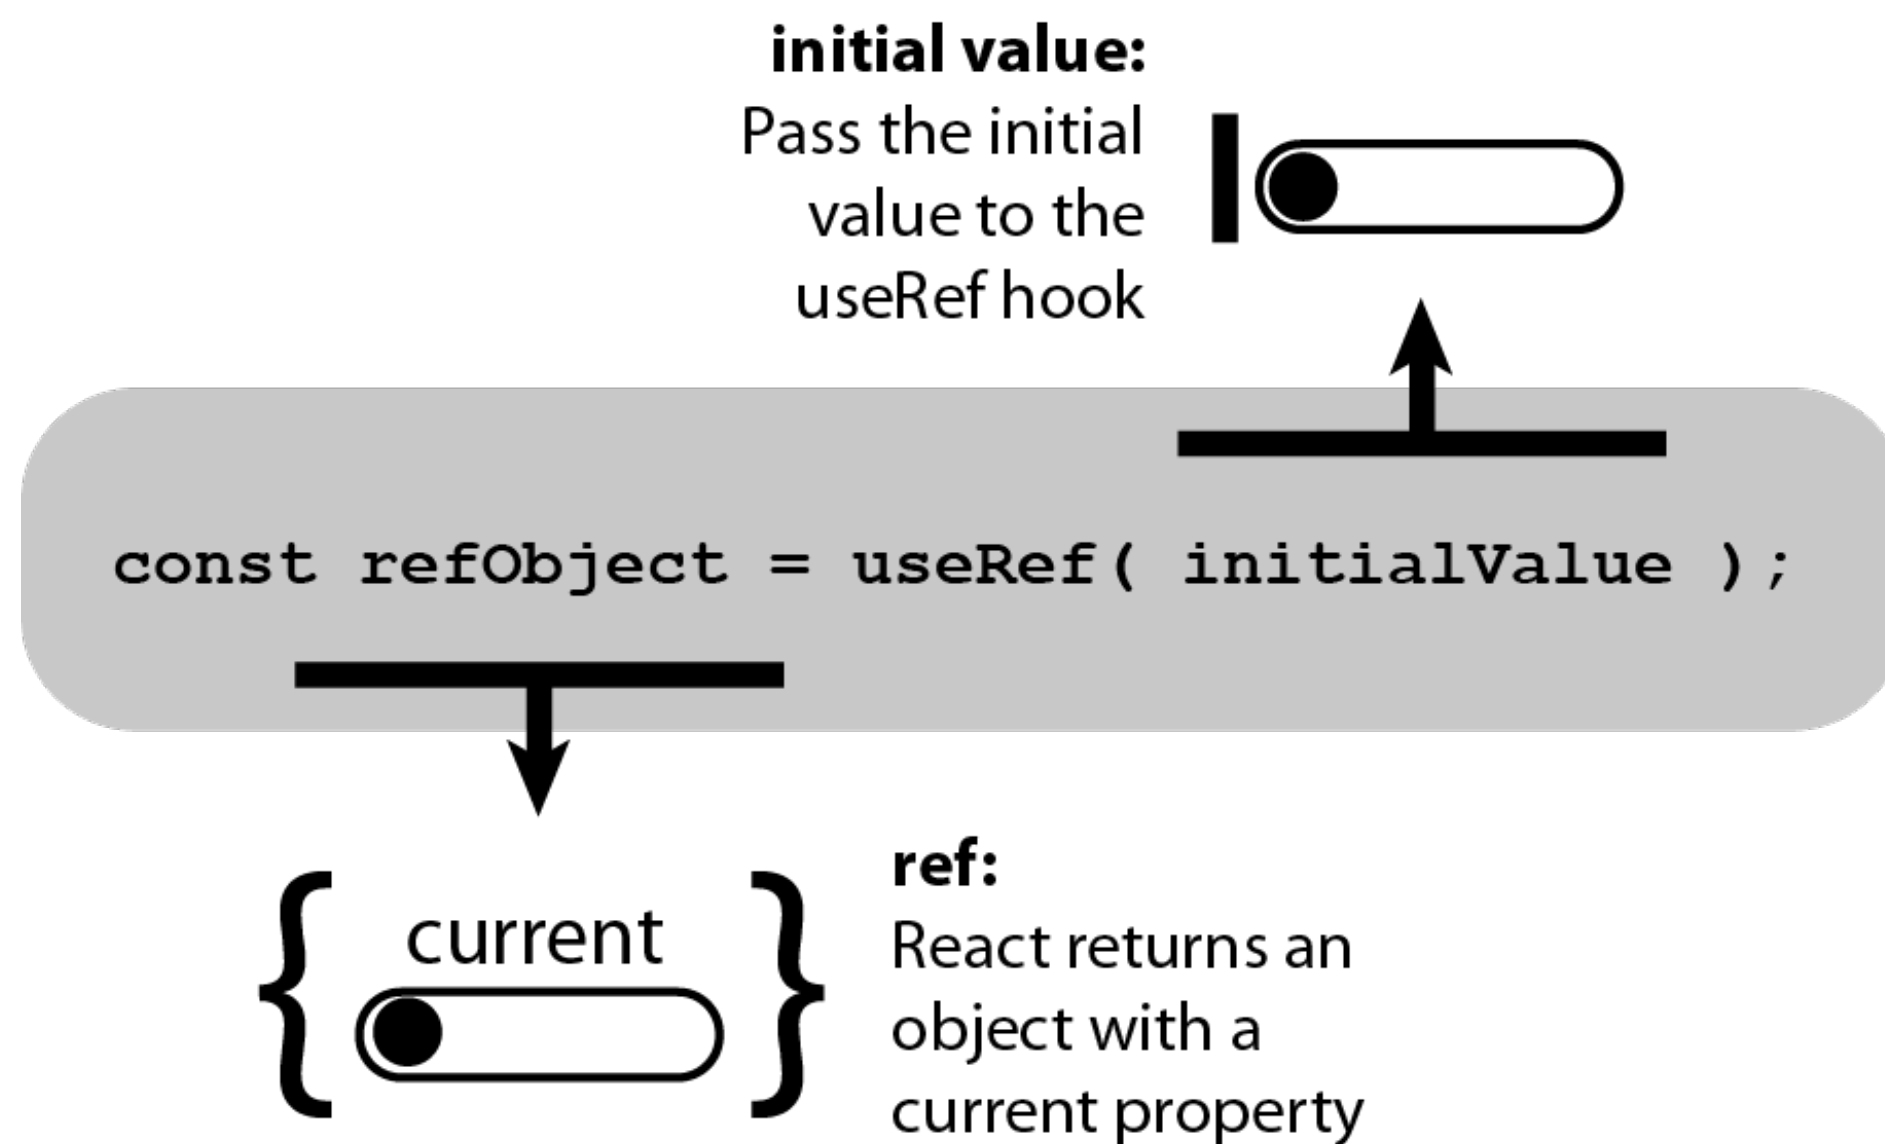 initial value:
Pass the initial
value to the
useRef hook
const refObject = useRef( initialValue );
{ current }
ref:
React returns an
object with a
current property